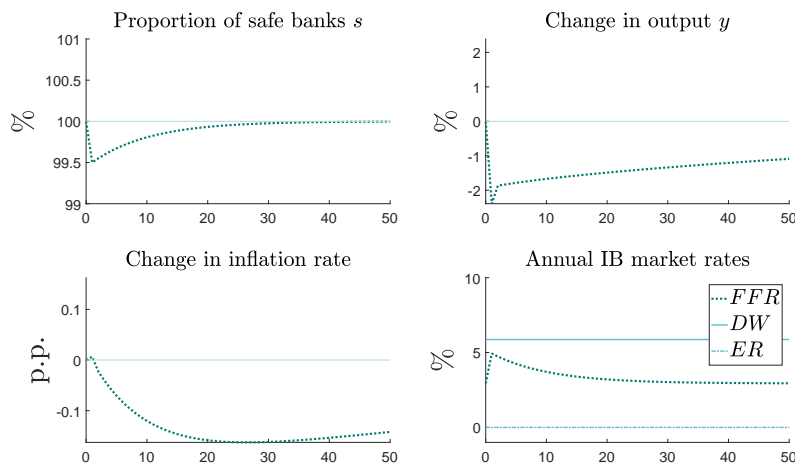 Proportion of safe banks s
101
100.5
100
99.5
99
%
0 10 20 30 40 50
Change in output y
2
1
0
-1
-2
%
0 10 20 30 40 50
Change in inflation rate
0.1
0
-0.1
p.p.
0 10 20 30 40 50
Annual IB market rates
10
5
0
%
FFR
DW
ER
0 10 20 30 40 50